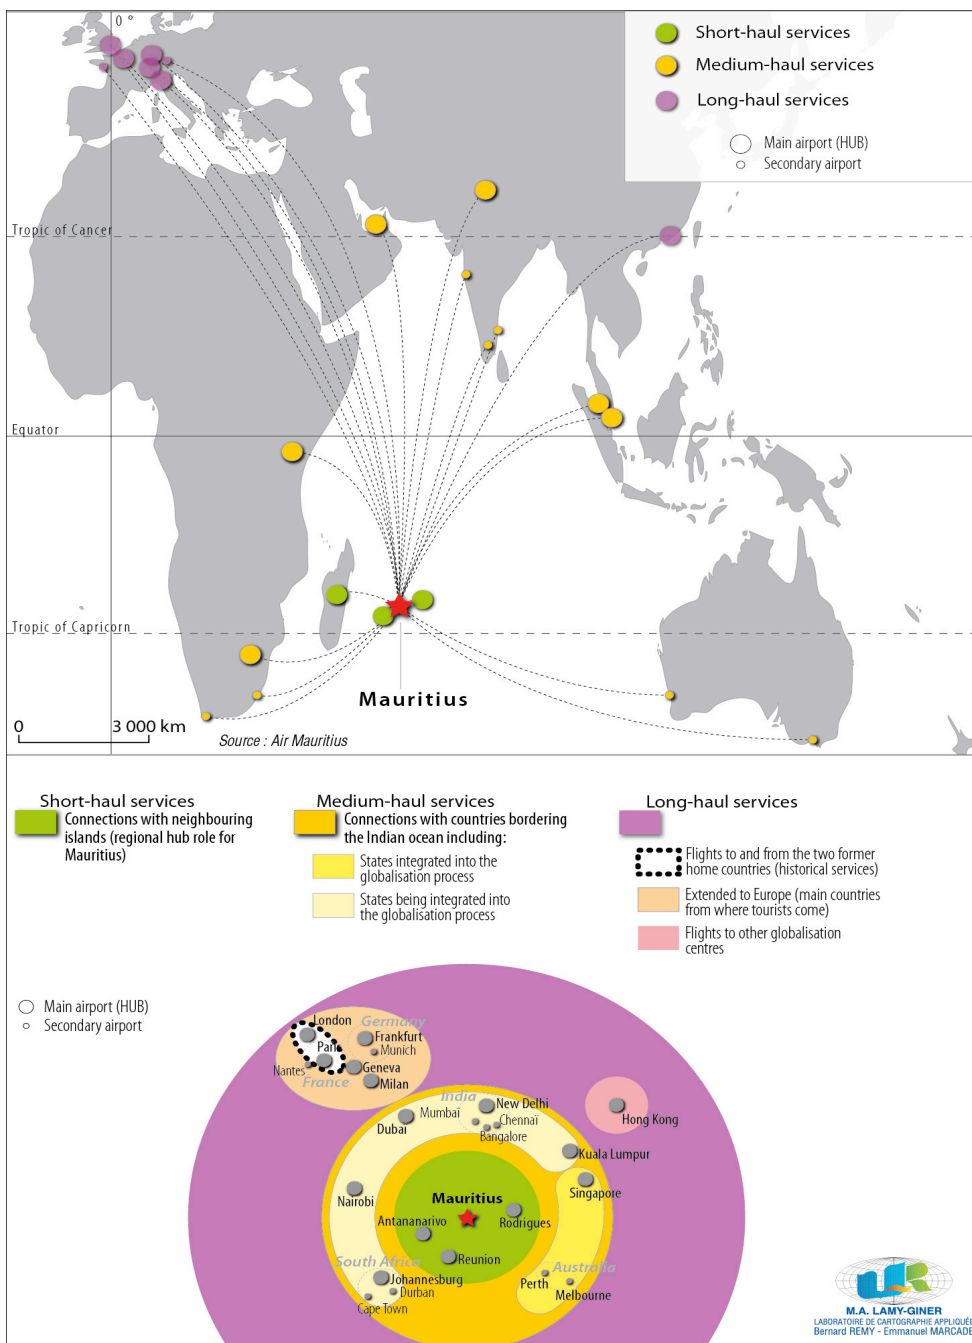 0 °
Short-haul services
Medium-haul services
Long-haul services
Main airport (HUB)
Secondary airport
Tropic of Cancer
Equator
Tropic of Capricorn
Mauritius
0 3 000 km
Source : Air Mauritius
Short-haul services
Connections with neighbouring
islands (regional hub role for
Mauritius)
Medium-haul services
Connections with countries bordering
the Indian ocean including:
States integrated into the
globalisation process
States being integrated into
the globalisation process
Long-haul services
Flights to and from the two former
home countries (historical services)
Extended to Europe (main countries
from where tourists come)
Flights to other globalisation
centres
Main airport (HUB)
Secondary airport
London
Germany
Frankfurt
Paris
Munich
Nantes
Geneva
France
Milan
India
New Delhi
Mumbaï
Chennaï
Bangalore
Dubai
Hong Kong
Kuala Lumpur
Singapore
Nairobi
Mauritius
Antananarivo
Rodrigues
Reunion
South Africa
Johannesburg
Durban
Cape Town
Australia
Perth
Melbourne
M.A. LAMY-GINER
LABORATOIRE DE CARTOGRAPHIE APPLIQUÉE
Bernard REMY - Emmanuel MARCADE